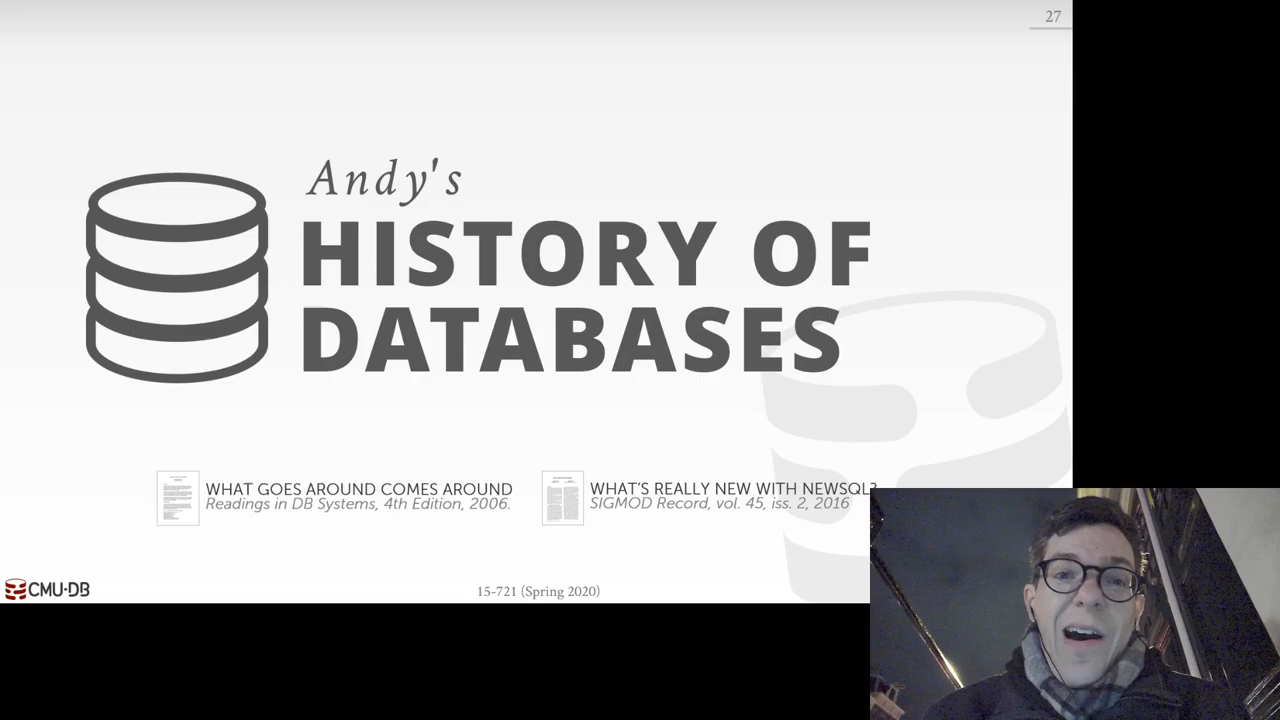 27
Andy's
HISTORY OF
DATABASES
WHAT GOES AROUND COMES AROUND
Readings in DB Systems, 4th Edition, 2006.
WHAT'S REALLY NEW WITH NEWSQL?
SIGMOD Record, vol. 45, iss. 2, 2016
CMU·DB
15-721 (Spring 2020)